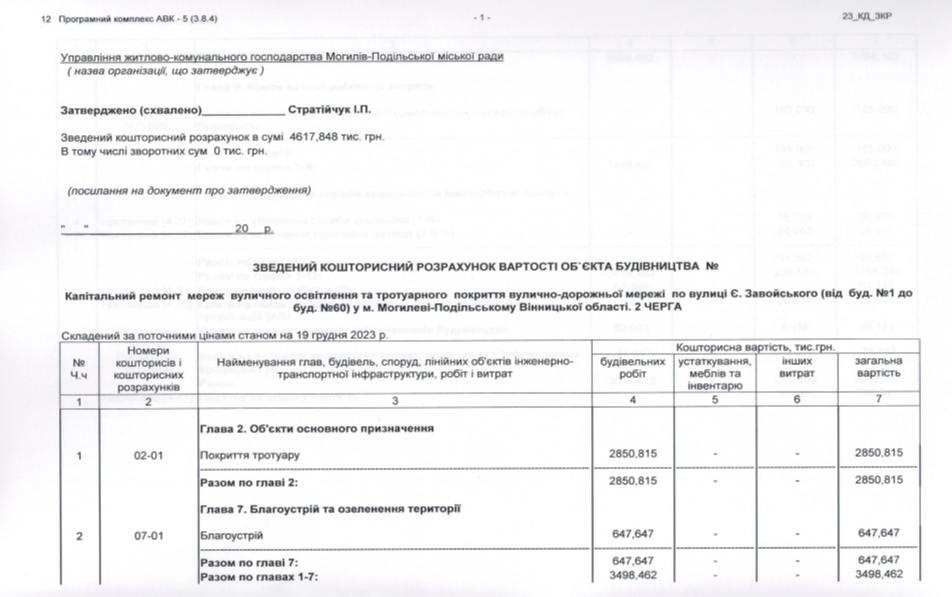 12 Програмний комплекс АВК - 5 (3.8.4) - 1 - 23_КД_ЗКР
Управління житлово-комунального господарства Могилів-Подільської міської ради
( назва організації, що затверджує )
Затверджено (схвалено)_____________ Стратійчук І.П.
Зведений кошторисний розрахунок в сумі 4617,848 тис. грн.
В тому числі зворотних сум 0 тис. грн.
(посилання на документ про затвердження)
" " 20 р.
ЗВЕДЕНИЙ КОШТОРИСНИЙ РОЗРАХУНОК ВАРТОСТІ ОБ`ЄКТА БУДІВНИЦТВА №
Капітальний ремонт мереж вуличного освітлення та тротуарного покриття вулично-дорожньої мережі по вулиці Є. Завойського (від буд. №1 до
буд. №60) у м. Могилеві-Подільському Вінницької області. 2 ЧЕРГА
Складений за поточними цінами станом на 19 грудня 2023 р.
№ Ч.ч
Номери кошторисів і кошторисних розрахунків
Найменування глав, будівель, споруд, лінійних об'єктів інженерно-
транспортної інфраструктури, робіт і витрат
Кошторисна вартість, тис.грн.
будівельних робіт
устаткування, меблів та інвентарю
інших витрат
загальна вартість
1 2 3 4 5 6 7
Глава 2. Об'єкти основного призначення
1 02-01 Покриття тротуару 2850,815 - - 2850,815
Разом по главі 2: 2850,815 - - 2850,815
Глава 7. Благоустрій та озеленення території
2 07-01 Благоустрій 647,647 - - 647,647
Разом по главі 7: 647,647 - - 647,647
Разом по главах 1-7: 3498,462 - - 3498,462